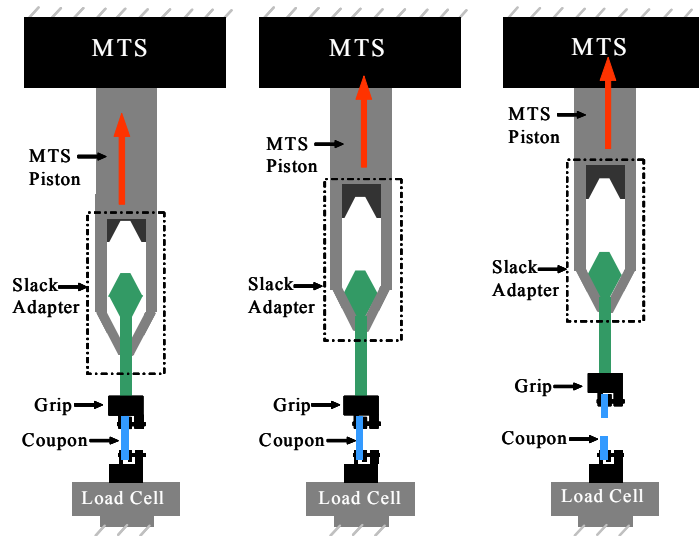 MTS
MTS
Piston
Slack
Adapter
Grip
Coupon
Load Cell
MTS
MTS
Piston
Slack
Adapter
Grip
Coupon
Load Cell
MTS
MTS
Piston
Slack
Adapter
Grip
Coupon
Load Cell